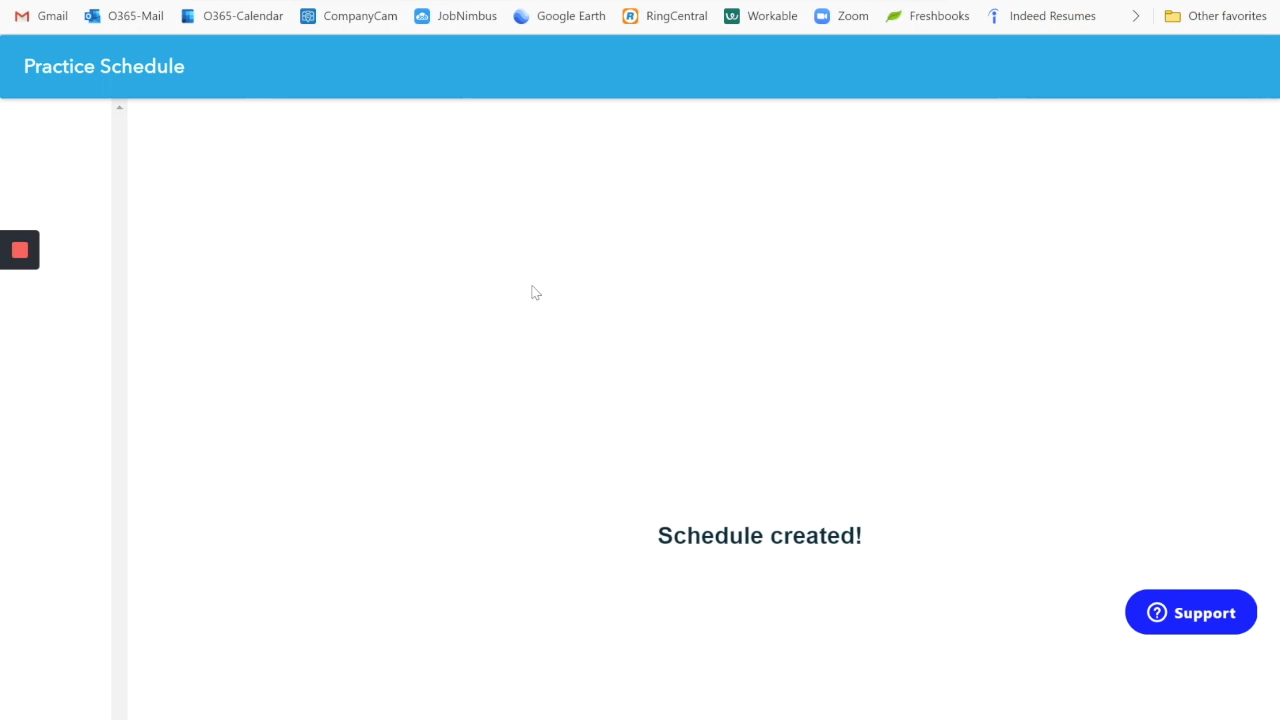 Gmail O365-Mail O365-Calendar CompanyCam JobNimbus Google Earth RingCentral Workable Zoom Freshbooks Indeed Resumes Other favorites
Practice Schedule
Schedule created!
Support